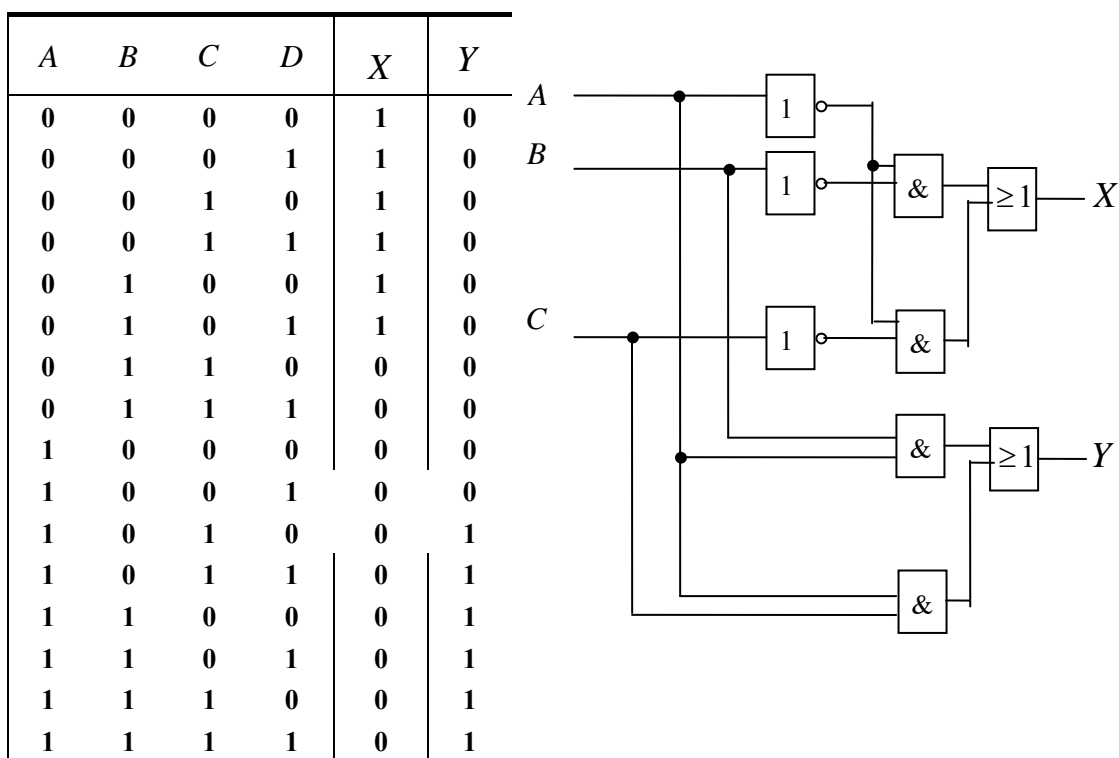 A B C D X Y
0 0 0 0 1 0
0 0 0 1 1 0
0 0 1 0 1 0
0 0 1 1 1 0
0 1 0 0 1 0
0 1 0 1 1 0
0 1 1 0 0 0
0 1 1 1 0 0
1 0 0 0 0 0
1 0 0 1 0 0
1 0 1 0 0 1
1 0 1 1 0 1
1 1 0 0 0 1
1 1 0 1 0 1
1 1 1 0 0 1
1 1 1 1 0 1
A 1
B 1 & ≥1 X
C 1 &
& ≥1 Y
&